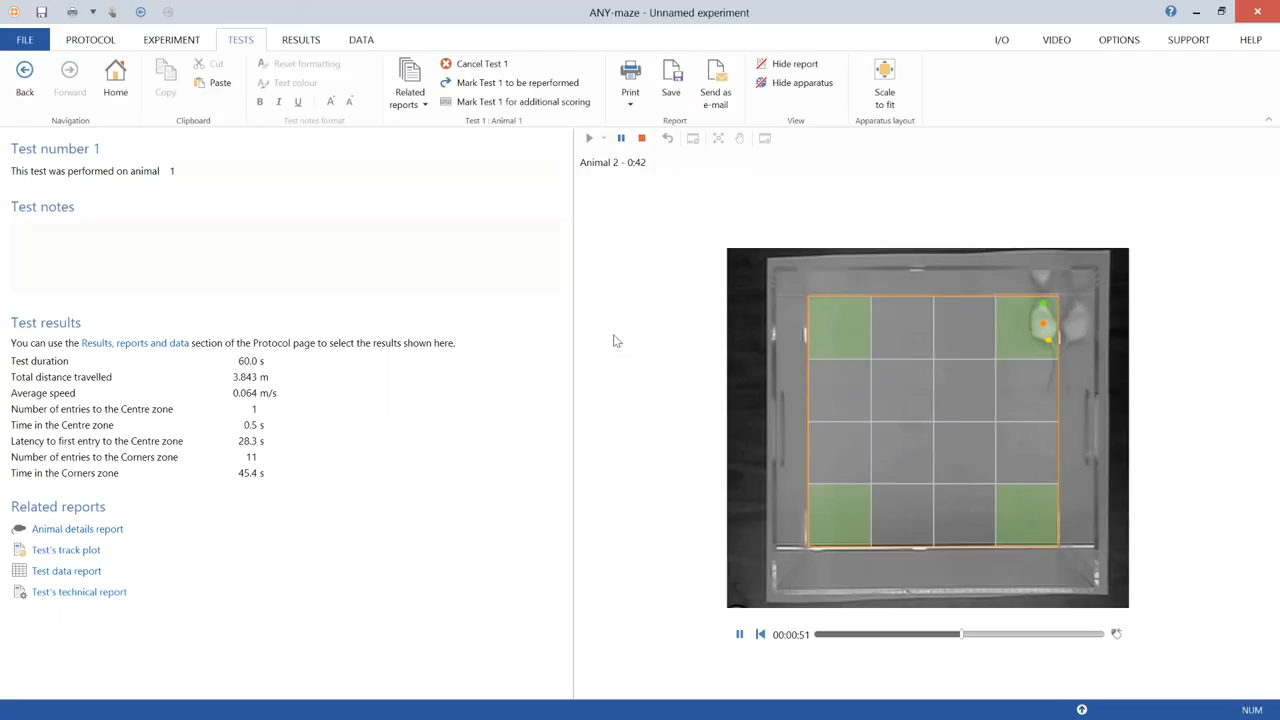 ANY-maze - Unnamed experiment
FILE PROTOCOL EXPERIMENT TESTS RESULTS DATA I/O VIDEO OPTIONS SUPPORT HELP
Back
Forward
Home
Navigation
Copy
Cut
Paste
Clipboard
Reset formatting
Text colour
B I U A A
Test notes format
Related reports
Cancel Test 1
Mark Test 1 to be reperformed
Mark Test 1 for additional scoring
Test 1 : Animal 1
Print
Save
Send as e-mail
Report
Hide report
Hide apparatus
View
Scale to fit
Apparatus layout
Test number 1
This test was performed on animal 1
Test notes
Test results
You can use the Results, reports and data section of the Protocol page to select the results shown here.
Test duration 60.0 s
Total distance travelled 3.843 m
Average speed 0.064 m/s
Number of entries to the Centre zone 1
Time in the Centre zone 0.5 s
Latency to first entry to the Centre zone 28.3 s
Number of entries to the Corners zone 11
Time in the Corners zone 45.4 s
Related reports
Animal details report
Test's track plot
Test data report
Test's technical report
Animal 2 - 0:42
00:00:51
NUM